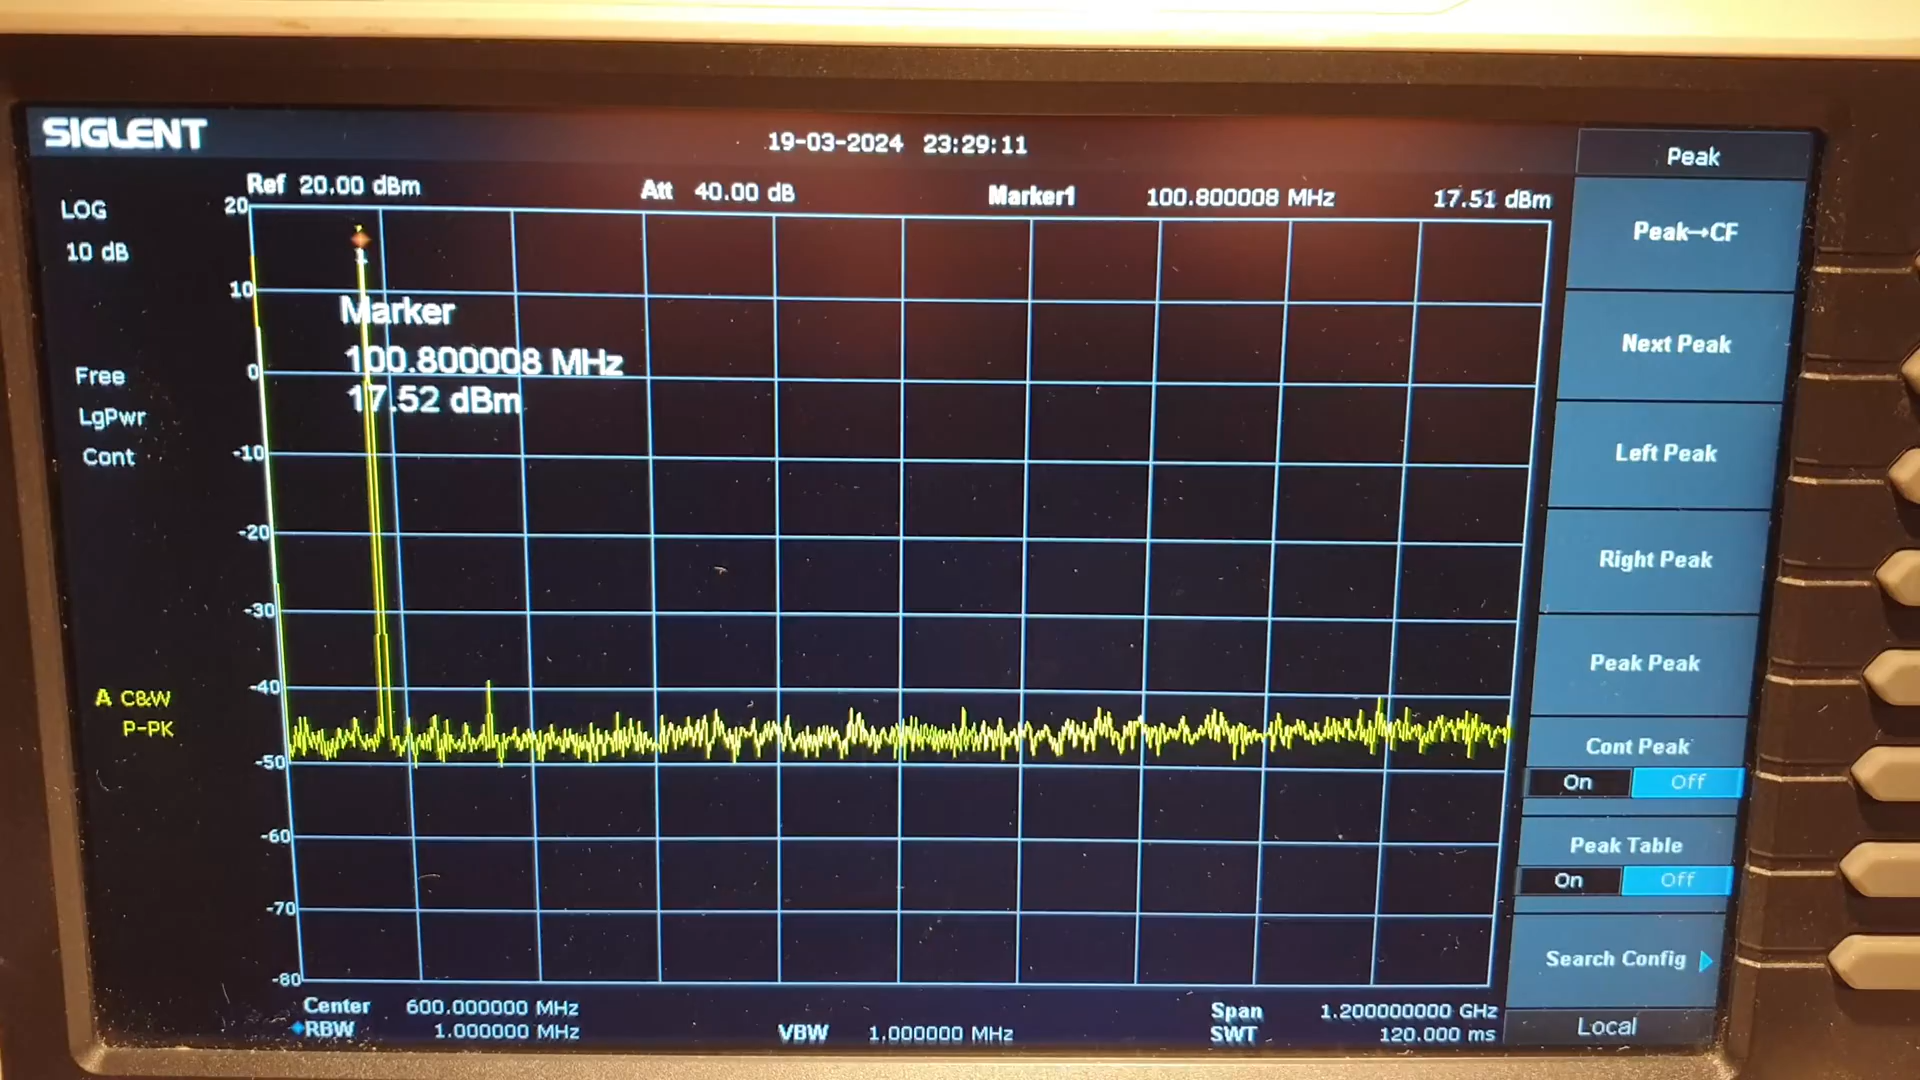 SIGLENT
19-03-2024 23:29:11
Peak
Ref 20.00 dBm Att 40.00 dB Marker1 100.800008 MHz 17.51 dBm
LOG
10 dB
Free
LgPwr
Cont
A C&W
P-PK
20
10
0
-10
-20
-30
-40
-50
-60
-70
-80
1
Marker
100.800008 MHz
17.52 dBm
Peak→CF
Next Peak
Left Peak
Right Peak
Peak Peak
Cont Peak
On Off
Peak Table
On Off
Search Config
Local
Center 600.000000 MHz Span 1.200000000 GHz
RBW 1.000000 MHz VBW 1.000000 MHz SWT 120.000 ms